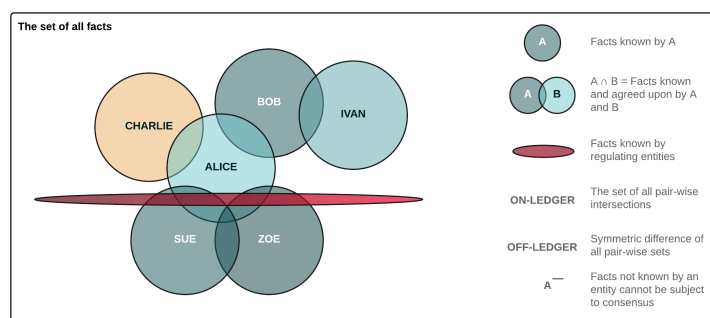 The set of all facts
CHARLIE
BOB
IVAN
ALICE
SUE
ZOE
A
Facts known by A
A
B
A ∩ B = Facts known
and agreed upon by A
and B
Facts known by
regulating entities
ON-LEDGER
The set of all pair-wise
intersections
OFF-LEDGER
Symmetric difference of
all pair-wise sets
A ‾
Facts not known by an
entity cannot be subject
to consensus